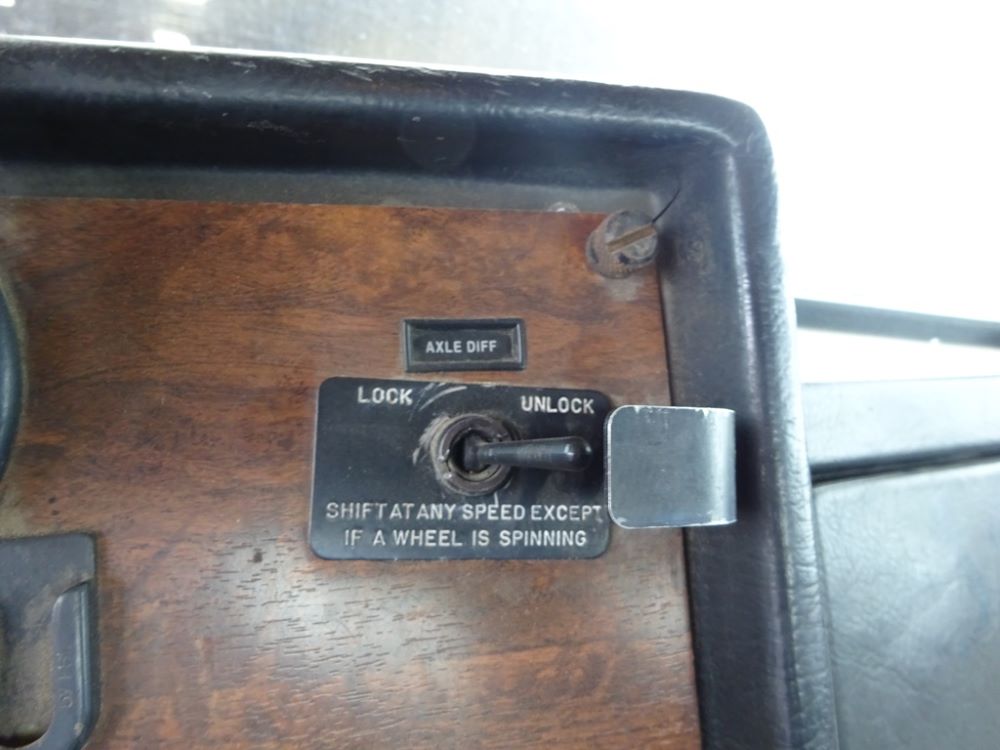 AXLE DIFF
LOCK
UNLOCK
SHIFT AT ANY SPEED EXCEPT
IF A WHEEL IS SPINNING